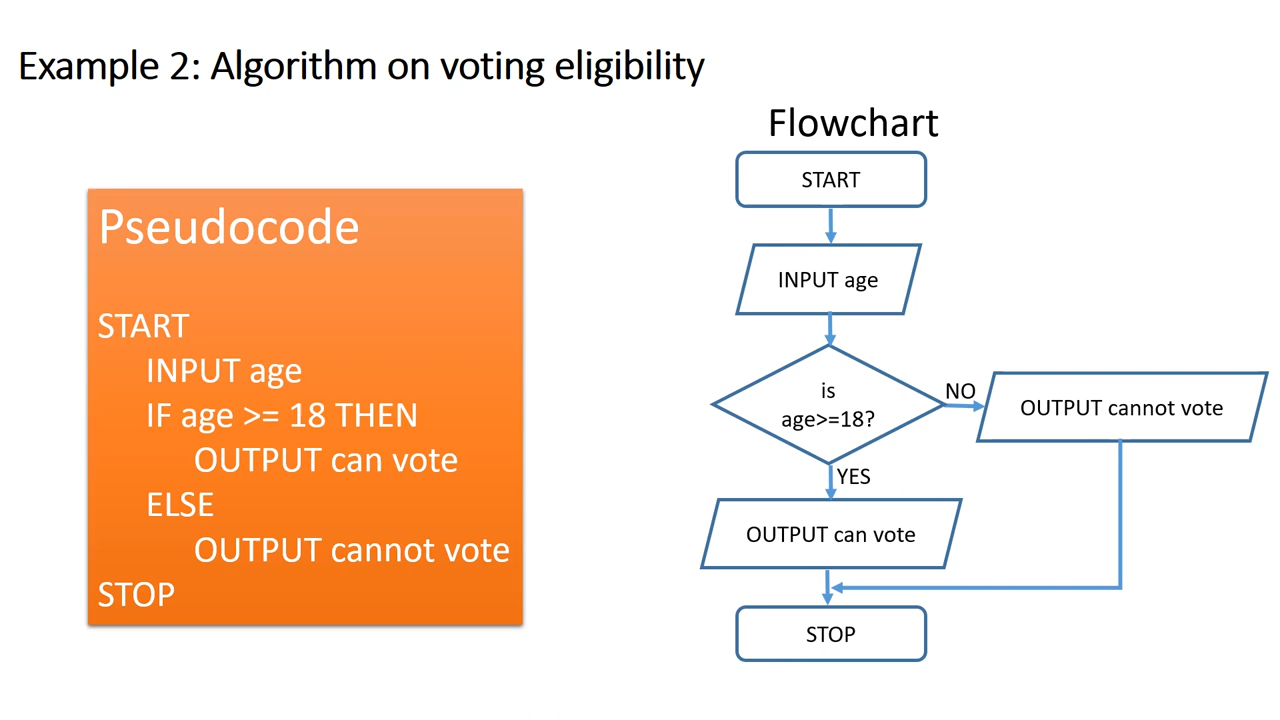 Example 2: Algorithm on voting eligibility
Pseudocode
START
INPUT age
IF age >= 18 THEN
OUTPUT can vote
ELSE
OUTPUT cannot vote
STOP
Flowchart
START
INPUT age
is
age>=18?
NO
OUTPUT cannot vote
YES
OUTPUT can vote
STOP